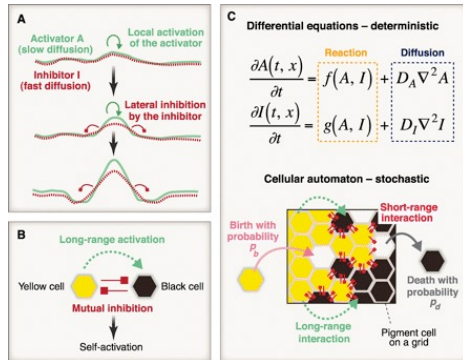 A
Activator A
(slow diffusion)
Local activation
of the activator
Inhibitor I
(fast diffusion)
Lateral inhibition
by the inhibitor
B
Long-range activation
Yellow cell
Black cell
Mutual inhibition
Self-activation
C
Differential equations – deterministic
Reaction
Diffusion
∂A(t, x)/∂t = f(A, I) + D_A∇²A
∂I(t, x)/∂t = g(A, I) + D_I∇²I
Cellular automaton – stochastic
Short-range
interaction
Birth with
probability
p_b
Death with
probability
p_d
Long-range
interaction
Pigment cell
on a grid